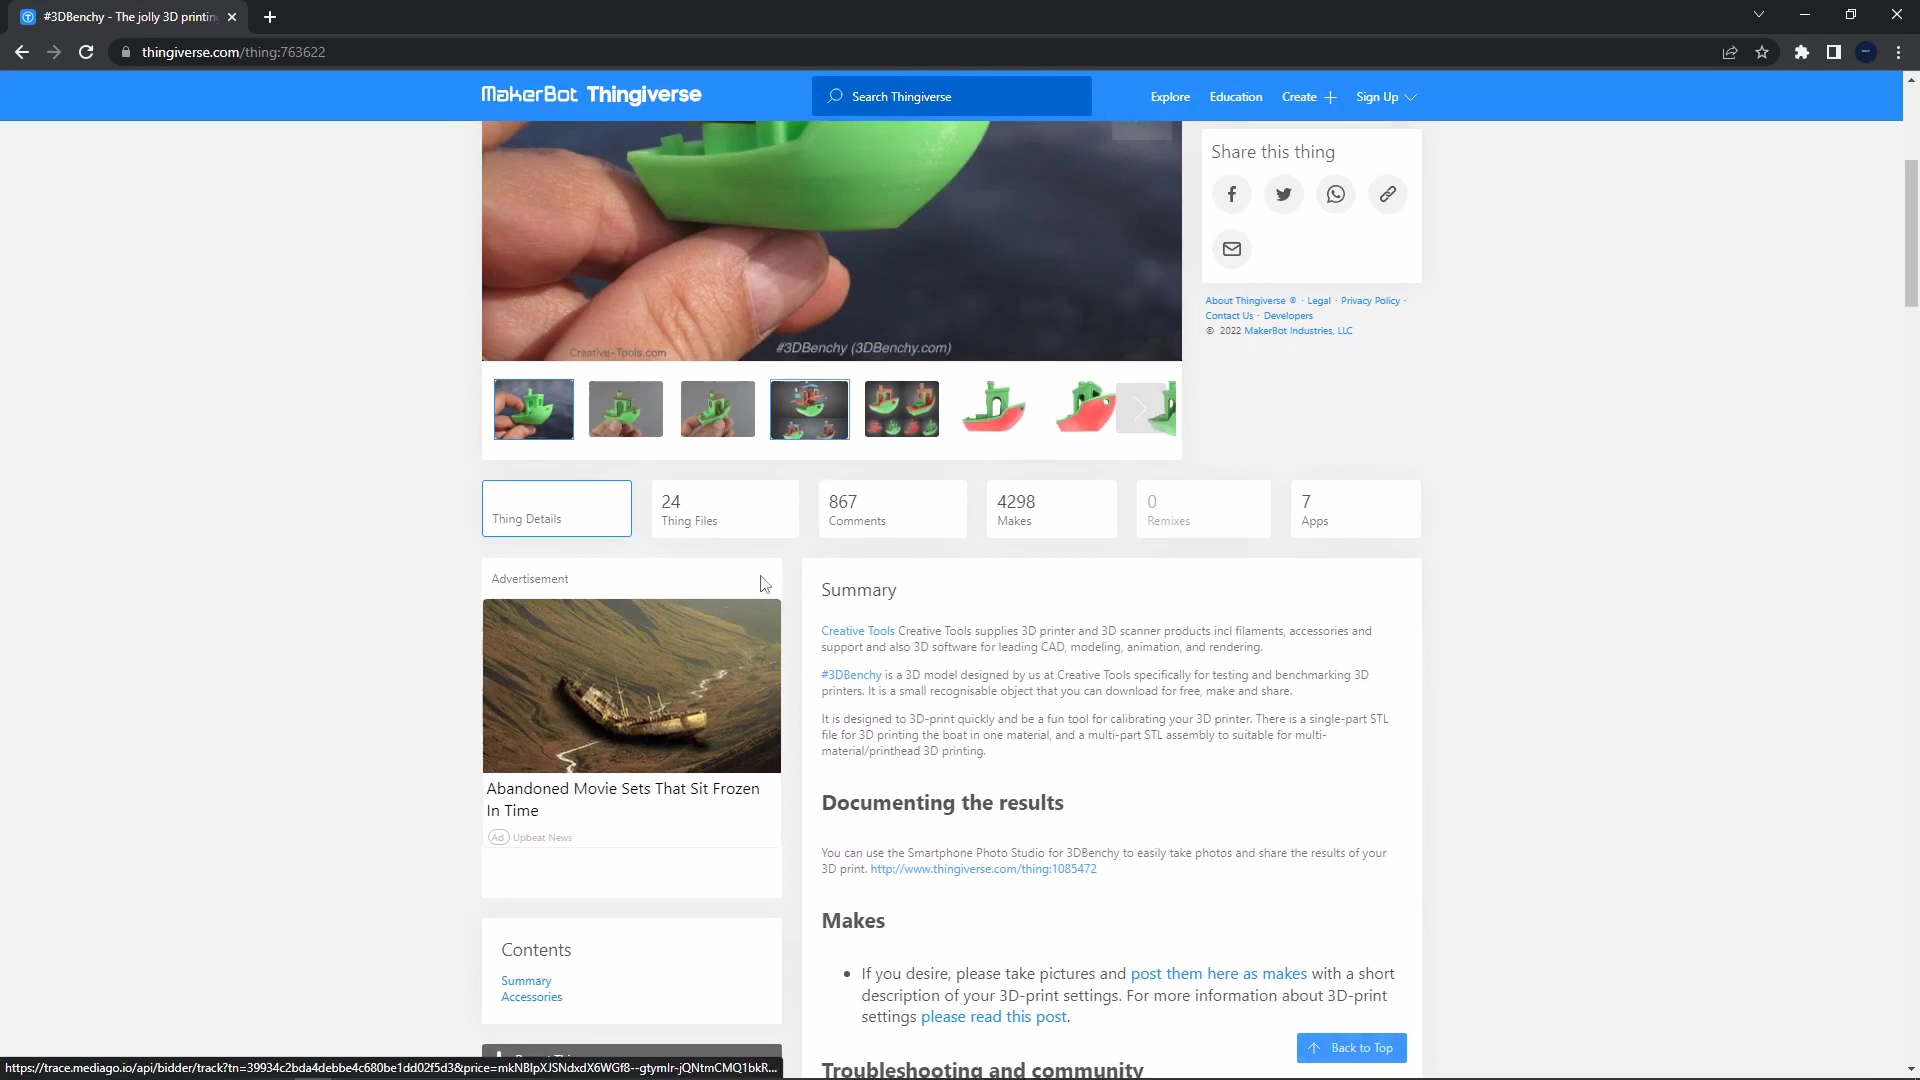 #3DBenchy - The jolly 3D printin
thingiverse.com/thing:763622
MakerBot Thingiverse
Search Thingiverse
Explore
Education
Create
Sign Up
Share this thing
About Thingiverse ® · Legal · Privacy Policy ·
Contact Us · Developers
© 2022 MakerBot Industries, LLC
Creative-Tools.com
#3DBenchy (3DBenchy.com)
Thing Details
24
Thing Files
867
Comments
4298
Makes
0
Remixes
7
Apps
Advertisement
Abandoned Movie Sets That Sit Frozen
In Time
Ad Upbeat News
Contents
Summary
Accessories
Summary
Creative Tools Creative Tools supplies 3D printer and 3D scanner products incl filaments, accessories and
support and also 3D software for leading CAD, modeling, animation, and rendering.
#3DBenchy is a 3D model designed by us at Creative Tools specifically for testing and benchmarking 3D
printers. It is a small recognisable object that you can download for free, make and share.
It is designed to 3D-print quickly and be a fun tool for calibrating your 3D printer. There is a single-part STL
file for 3D printing the boat in one material, and a multi-part STL assembly to suitable for multi-
material/printhead 3D printing.
Documenting the results
You can use the Smartphone Photo Studio for 3DBenchy to easily take photos and share the results of your
3D print. http://www.thingiverse.com/thing:1085472
Makes
If you desire, please take pictures and post them here as makes with a short
description of your 3D-print settings. For more information about 3D-print
settings please read this post.
Back to Top
Troubleshooting and community